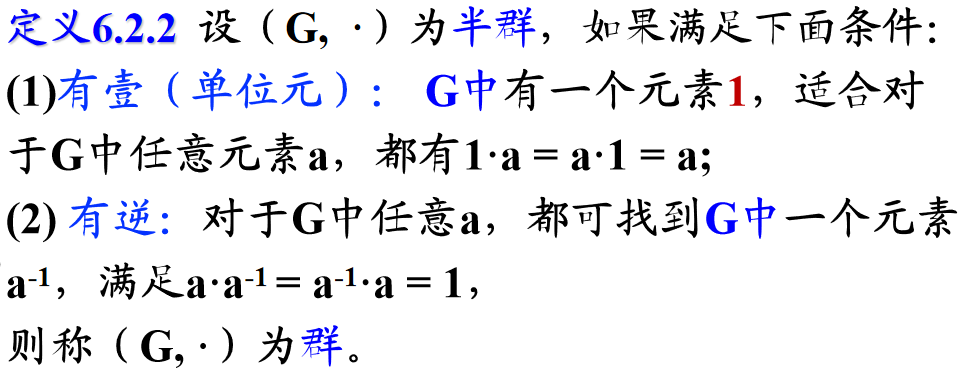 定义6.2.2 设（G, ·）为半群，如果满足下面条件：
(1)有壹（单位元）： G中有一个元素1，适合对
于G中任意元素a，都有1·a = a·1 = a;
(2) 有逆：对于G中任意a，都可找到G中一个元素
a⁻¹，满足a·a⁻¹ = a⁻¹·a = 1，
则称（G, ·）为群。